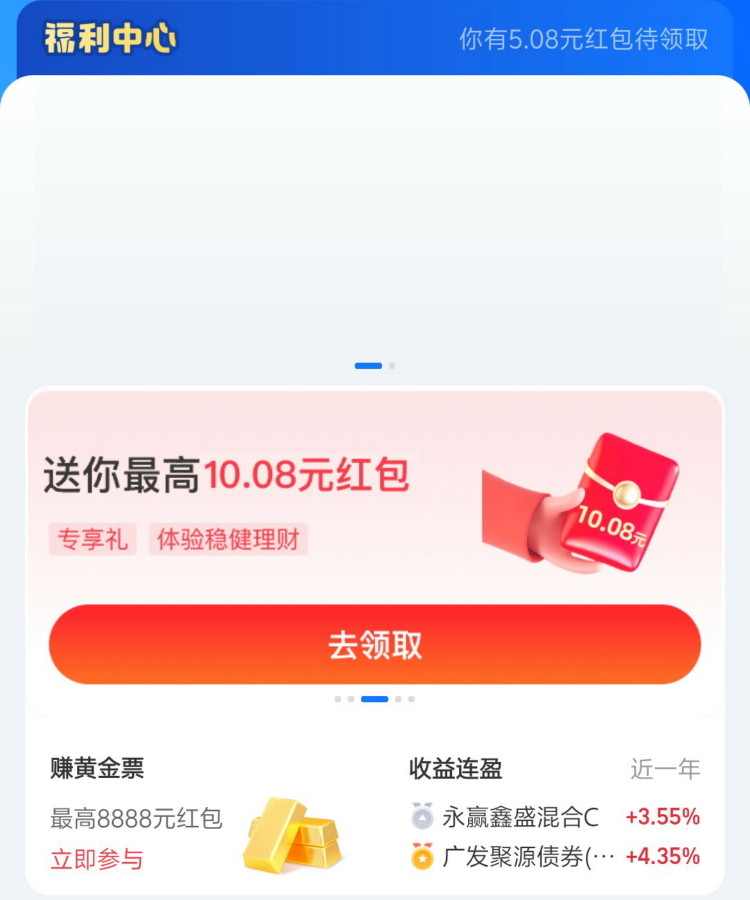 福利中心 你有5.08元红包待领取
送你最高10.08元红包
专享礼 体验稳健理财
10.08元
去领取
赚黄金票
最高8888元红包
立即参与
收益连盈 近一年
永赢鑫盛混合C +3.55%
广发聚源债券(··· +4.35%